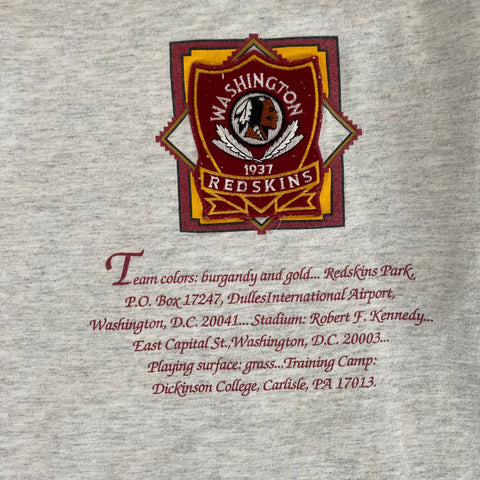 WASHINGTON
1937
REDSKINS
Team colors: burgandy and gold... Redskins Park,
P.O. Box 17247, DullesInternational Airport,
Washington, D.C. 20041... Stadium: Robert F. Kennedy...
East Capital St.,Washington, D.C. 20003...
Playing surface: grass...Training Camp:
Dickinson College, Carlisle, PA 17013.